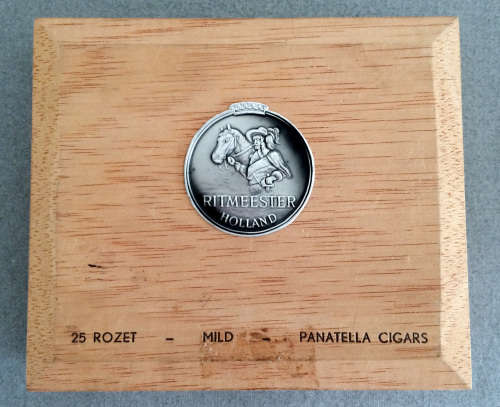 RITMEESTER
HOLLAND
25 ROZET - MILD - PANATELLA CIGARS